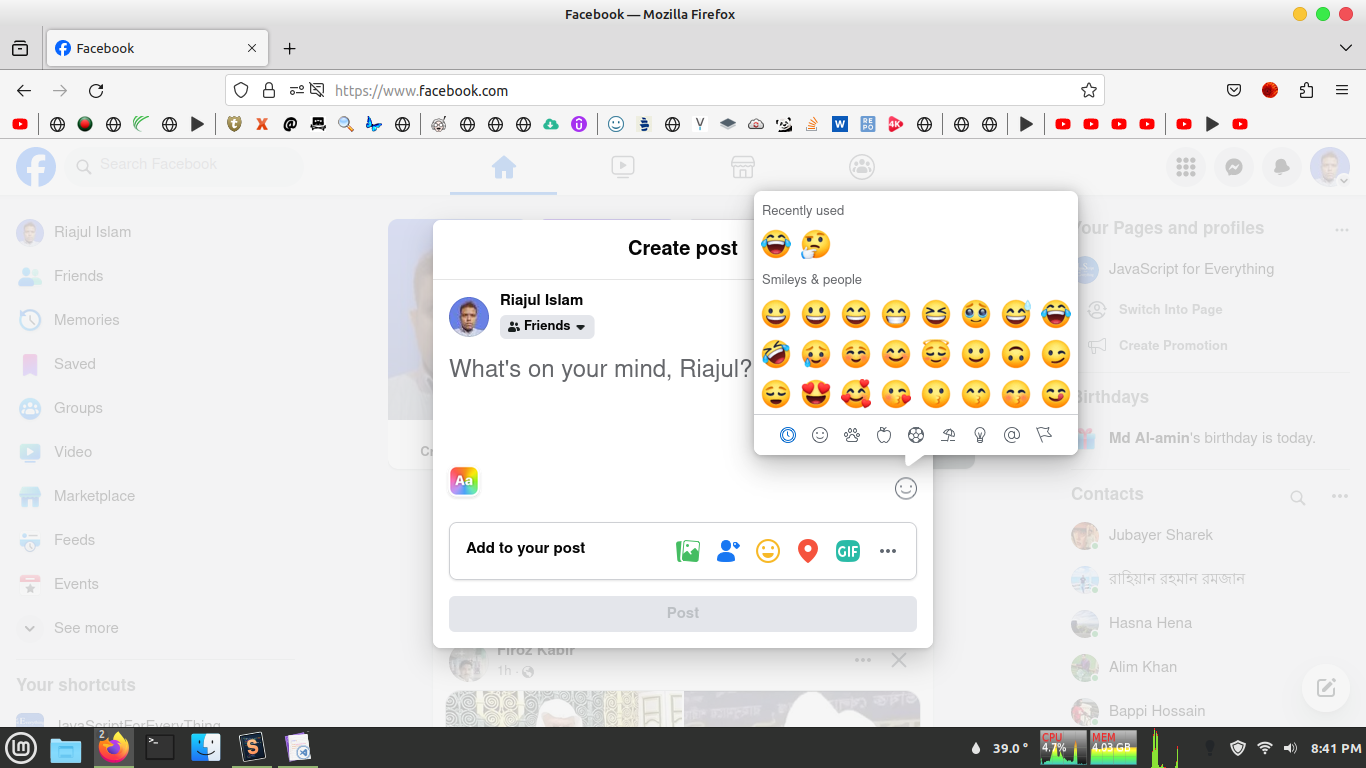 Facebook — Mozilla Firefox
Facebook
https://www.facebook.com
Search Facebook
Riajul Islam
Friends
Memories
Saved
Groups
Video
Marketplace
Feeds
Events
See more
Your shortcuts
JavaScriptForEveryThing
Create post
Riajul Islam
Friends
What's on your mind, Riajul?
Aa
Add to your post
GIF
Post
Firoz Kabir
1h
Recently used
Smileys & people
Your Pages and profiles
JavaScript for Everything
Switch Into Page
Create Promotion
Birthdays
Md Al-amin's birthday is today.
Contacts
Jubayer Sharek
রাহিয়ান রহমান রমজান
Hasna Hena
Alim Khan
Bappi Hossain
2
39.0 °
CPU
4.7%
MEM
4.03 GB
8:41 PM